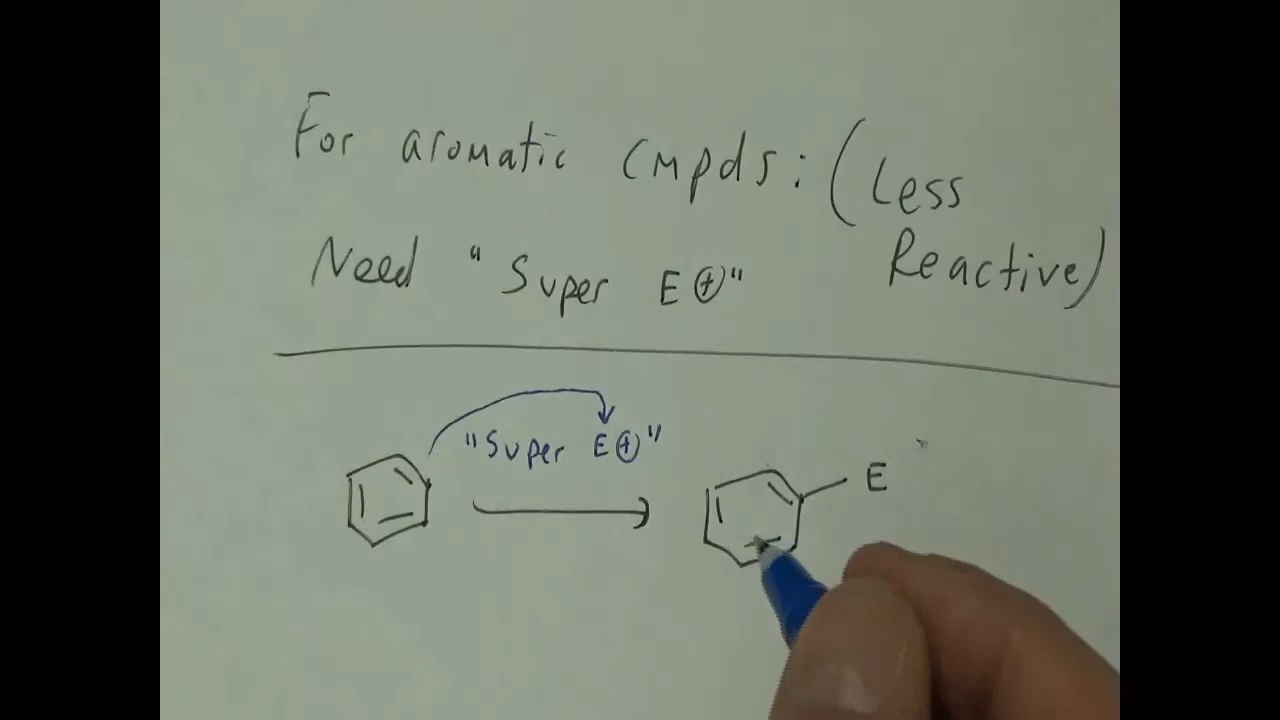 For aromatic cmpds: (Less
Reactive)
Need "Super E⊕"
"Super E⊕"
E